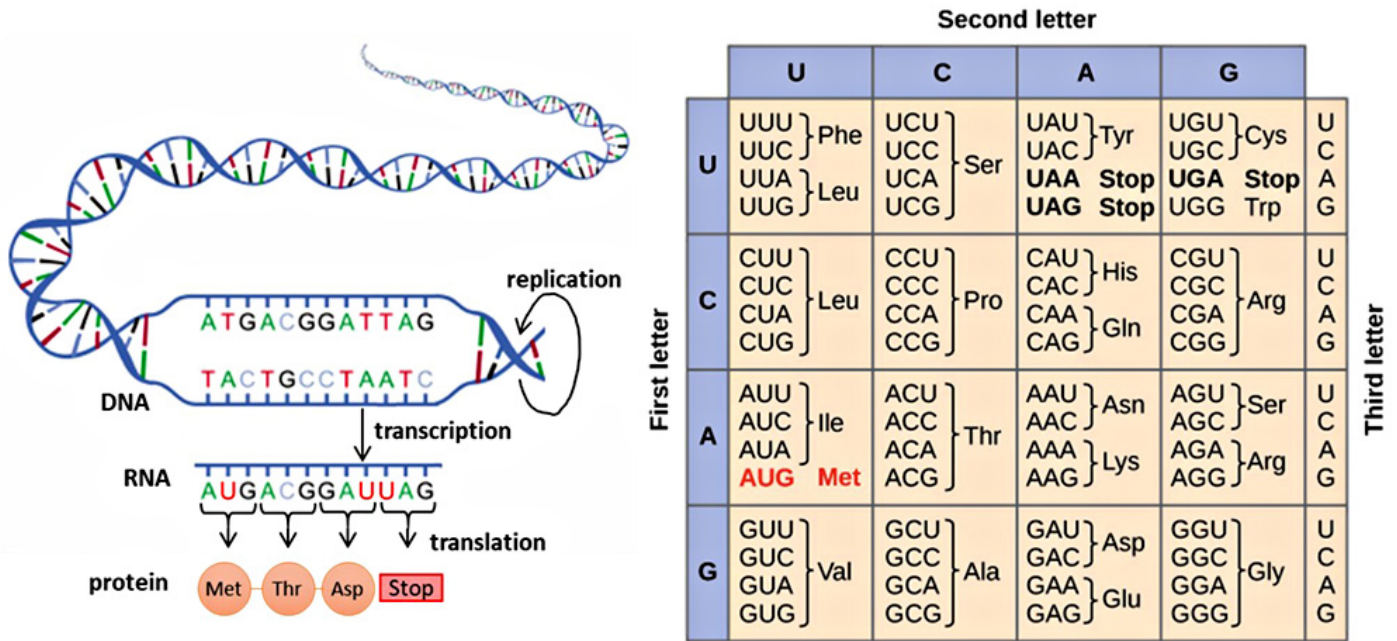 replication
ATGACGGATTAG
TACTGCCTAATC
DNA
transcription
RNA
AUGACGGAUUAG
translation
protein
Met Thr Asp Stop
Second letter
U C A G
First letter
Third letter
U
UUU UCU UAU UGU U
Phe Tyr Cys
UUC UCC UAC UGC C
Ser
UUA UCA UAA Stop UGA Stop A
Leu
UUG UCG UAG Stop UGG Trp G
C
CUU CCU CAU CGU U
His
CUC CCC CAC CGC C
Leu Pro Arg
CUA CCA CAA CGA A
Gln
CUG CCG CAG CGG G
A
AUU ACU AAU AGU U
Asn Ser
AUC ACC AAC AGC C
Ile Thr
AUA ACA AAA AGA A
Lys Arg
AUG Met ACG AAG AGG G
G
GUU GCU GAU GGU U
Asp
GUC GCC GAC GGC C
Val Ala Gly
GUA GCA GAA GGA A
Glu
GUG GCG GAG GGG G